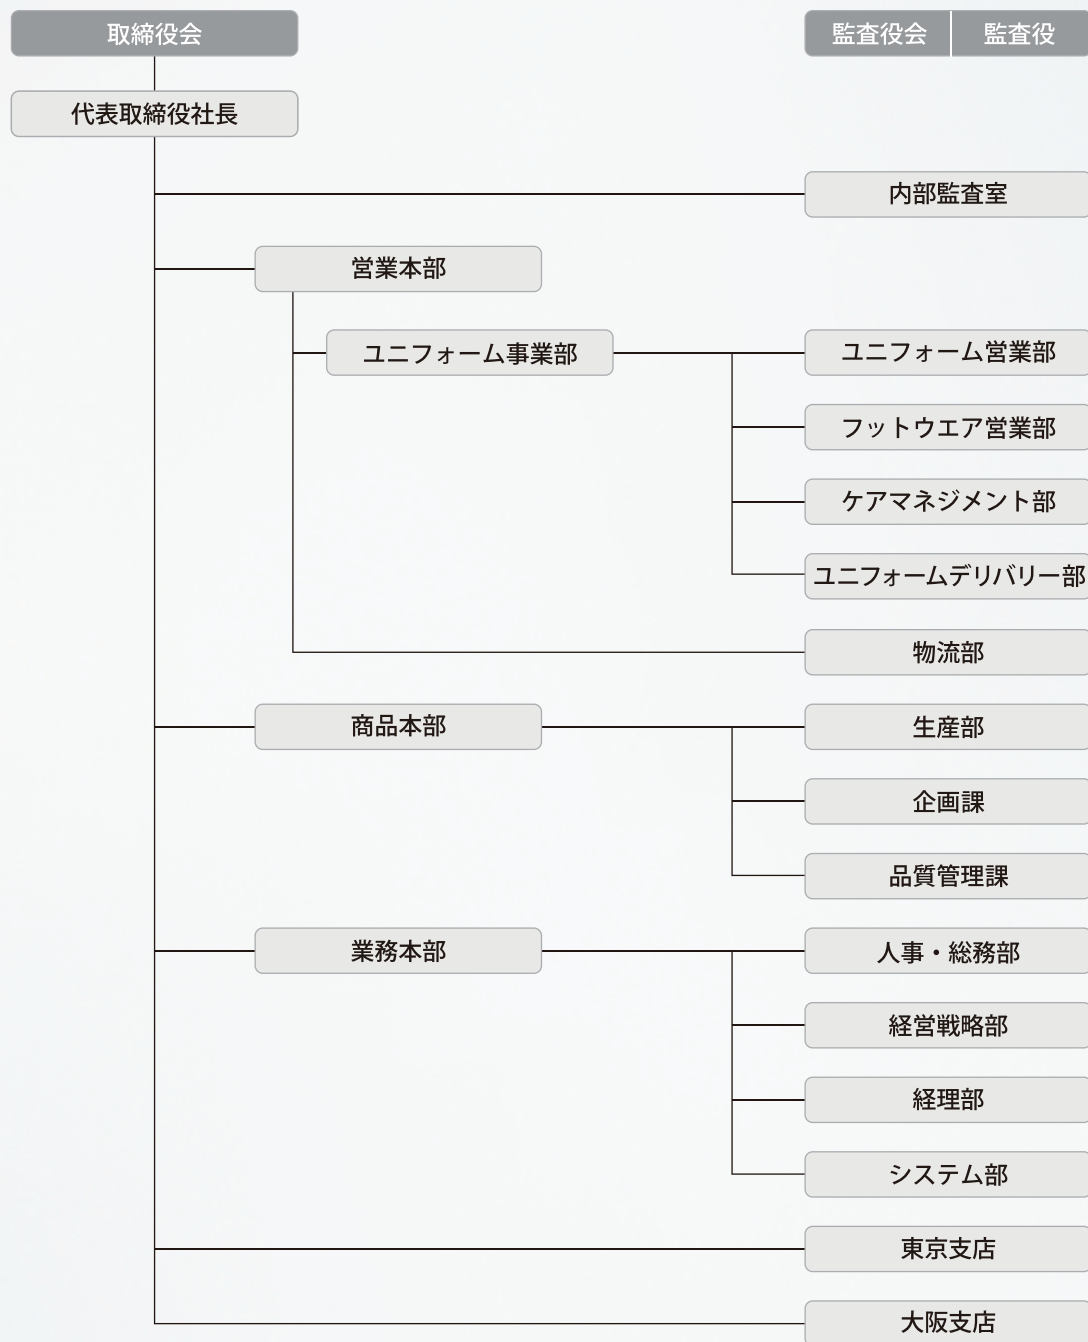 取締役会
監査役会
監査役
代表取締役社長
内部監査室
営業本部
ユニフォーム事業部
ユニフォーム営業部
フットウエア営業部
ケアマネジメント部
ユニフォームデリバリー部
物流部
商品本部
生産部
企画課
品質管理課
業務本部
人事・総務部
経営戦略部
経理部
システム部
東京支店
大阪支店